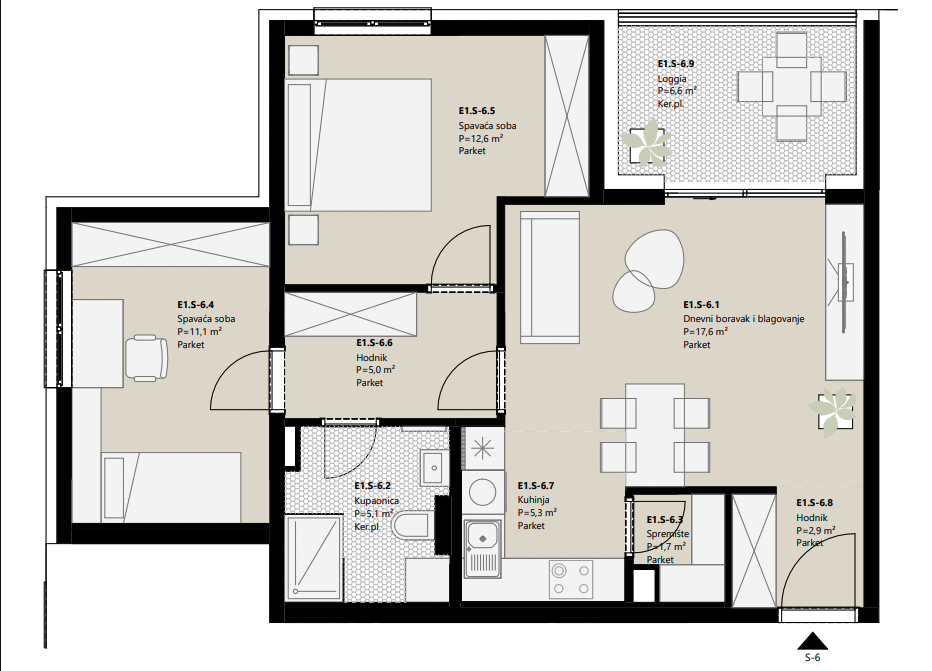 E1.S-6.9
Loggia
P=6,6 m²
Ker.pl.
E1.S-6.5
Spavaća soba
P=12,6 m²
Parket
E1.S-6.4
Spavaća soba
P=11,1 m²
Parket
E1.S-6.1
Dnevni boravak i blagovanje
P=17,6 m²
Parket
E1.S-6.6
Hodnik
P=5,0 m²
Parket
E1.S-6.2
Kupaonica
P=5,1 m²
Ker.pl.
E1.S-6.7
Kuhinja
P=5,3 m²
Parket
E1.S-6.3
Spremište
P=1,7 m²
Parket
E1.S-6.8
Hodnik
P=2,9 m²
Parket
S-6